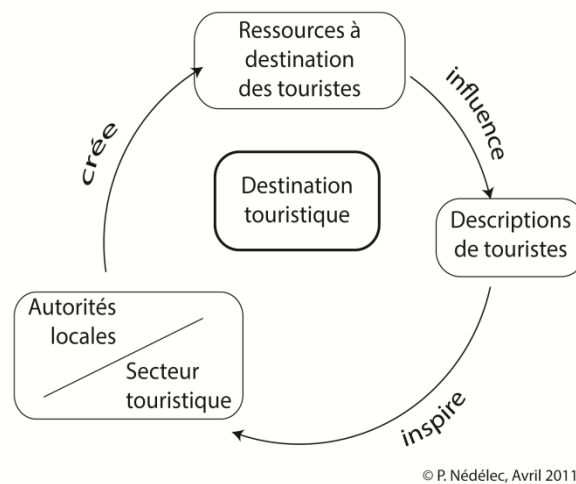 Ressources à
destination
des touristes
influence
Descriptions
de touristes
inspire
Autorités
locales
Secteur
touristique
crée
Destination
touristique
© P. Nédélec, Avril 2011